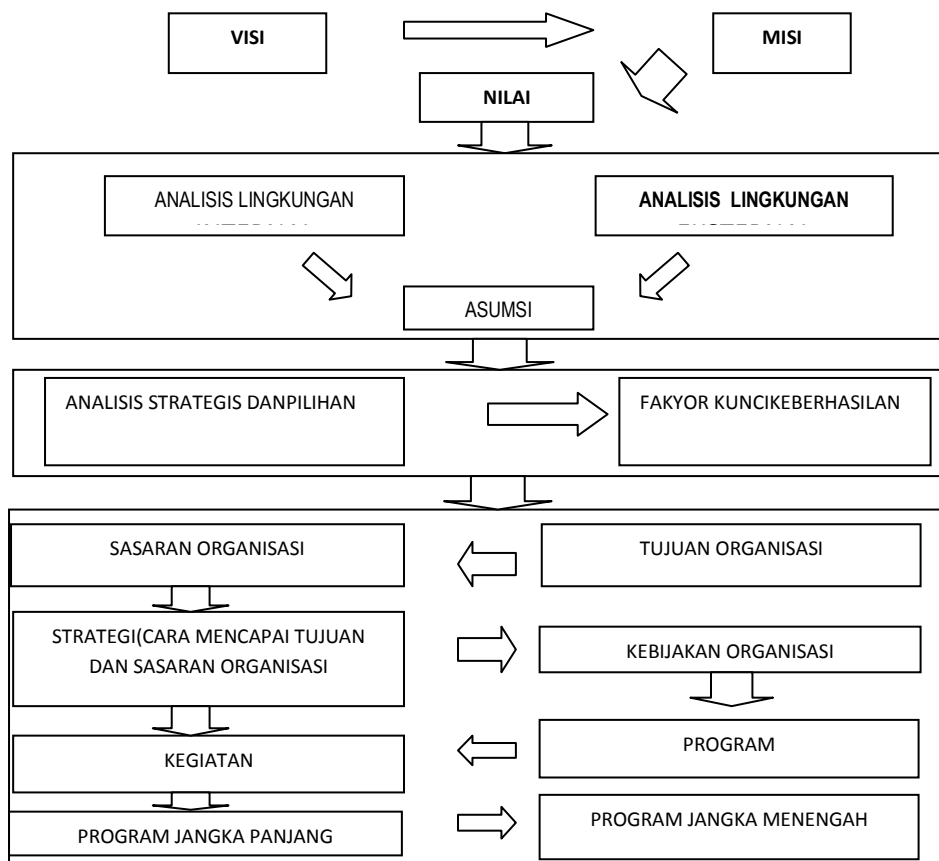 VISI
MISI
NILAI
ANALISIS LINGKUNGAN
ANALISIS LINGKUNGAN
ASUMSI
ANALISIS STRATEGIS DANPILIHAN
FAKYOR KUNCIKEBERHASILAN
SASARAN ORGANISASI
TUJUAN ORGANISASI
STRATEGI(CARA MENCAPAI TUJUAN
DAN SASARAN ORGANISASI
KEBIJAKAN ORGANISASI
KEGIATAN
PROGRAM
PROGRAM JANGKA PANJANG
PROGRAM JANGKA MENENGAH